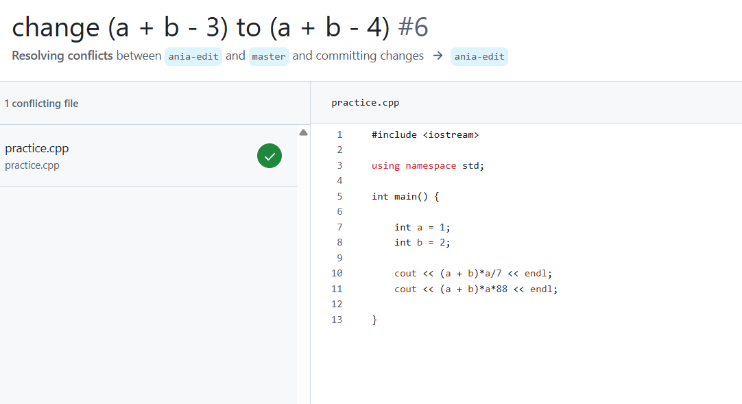 change (a + b - 3) to (a + b - 4) #6
Resolving conflicts between ania-edit and master and committing changes → ania-edit
1 conflicting file
practice.cpp
practice.cpp
practice.cpp
1 #include <iostream>
2
3 using namespace std;
4
5 int main() {
6
7 int a = 1;
8 int b = 2;
9
10 cout << (a + b)*a/7 << endl;
11 cout << (a + b)*a*88 << endl;
12
13 }